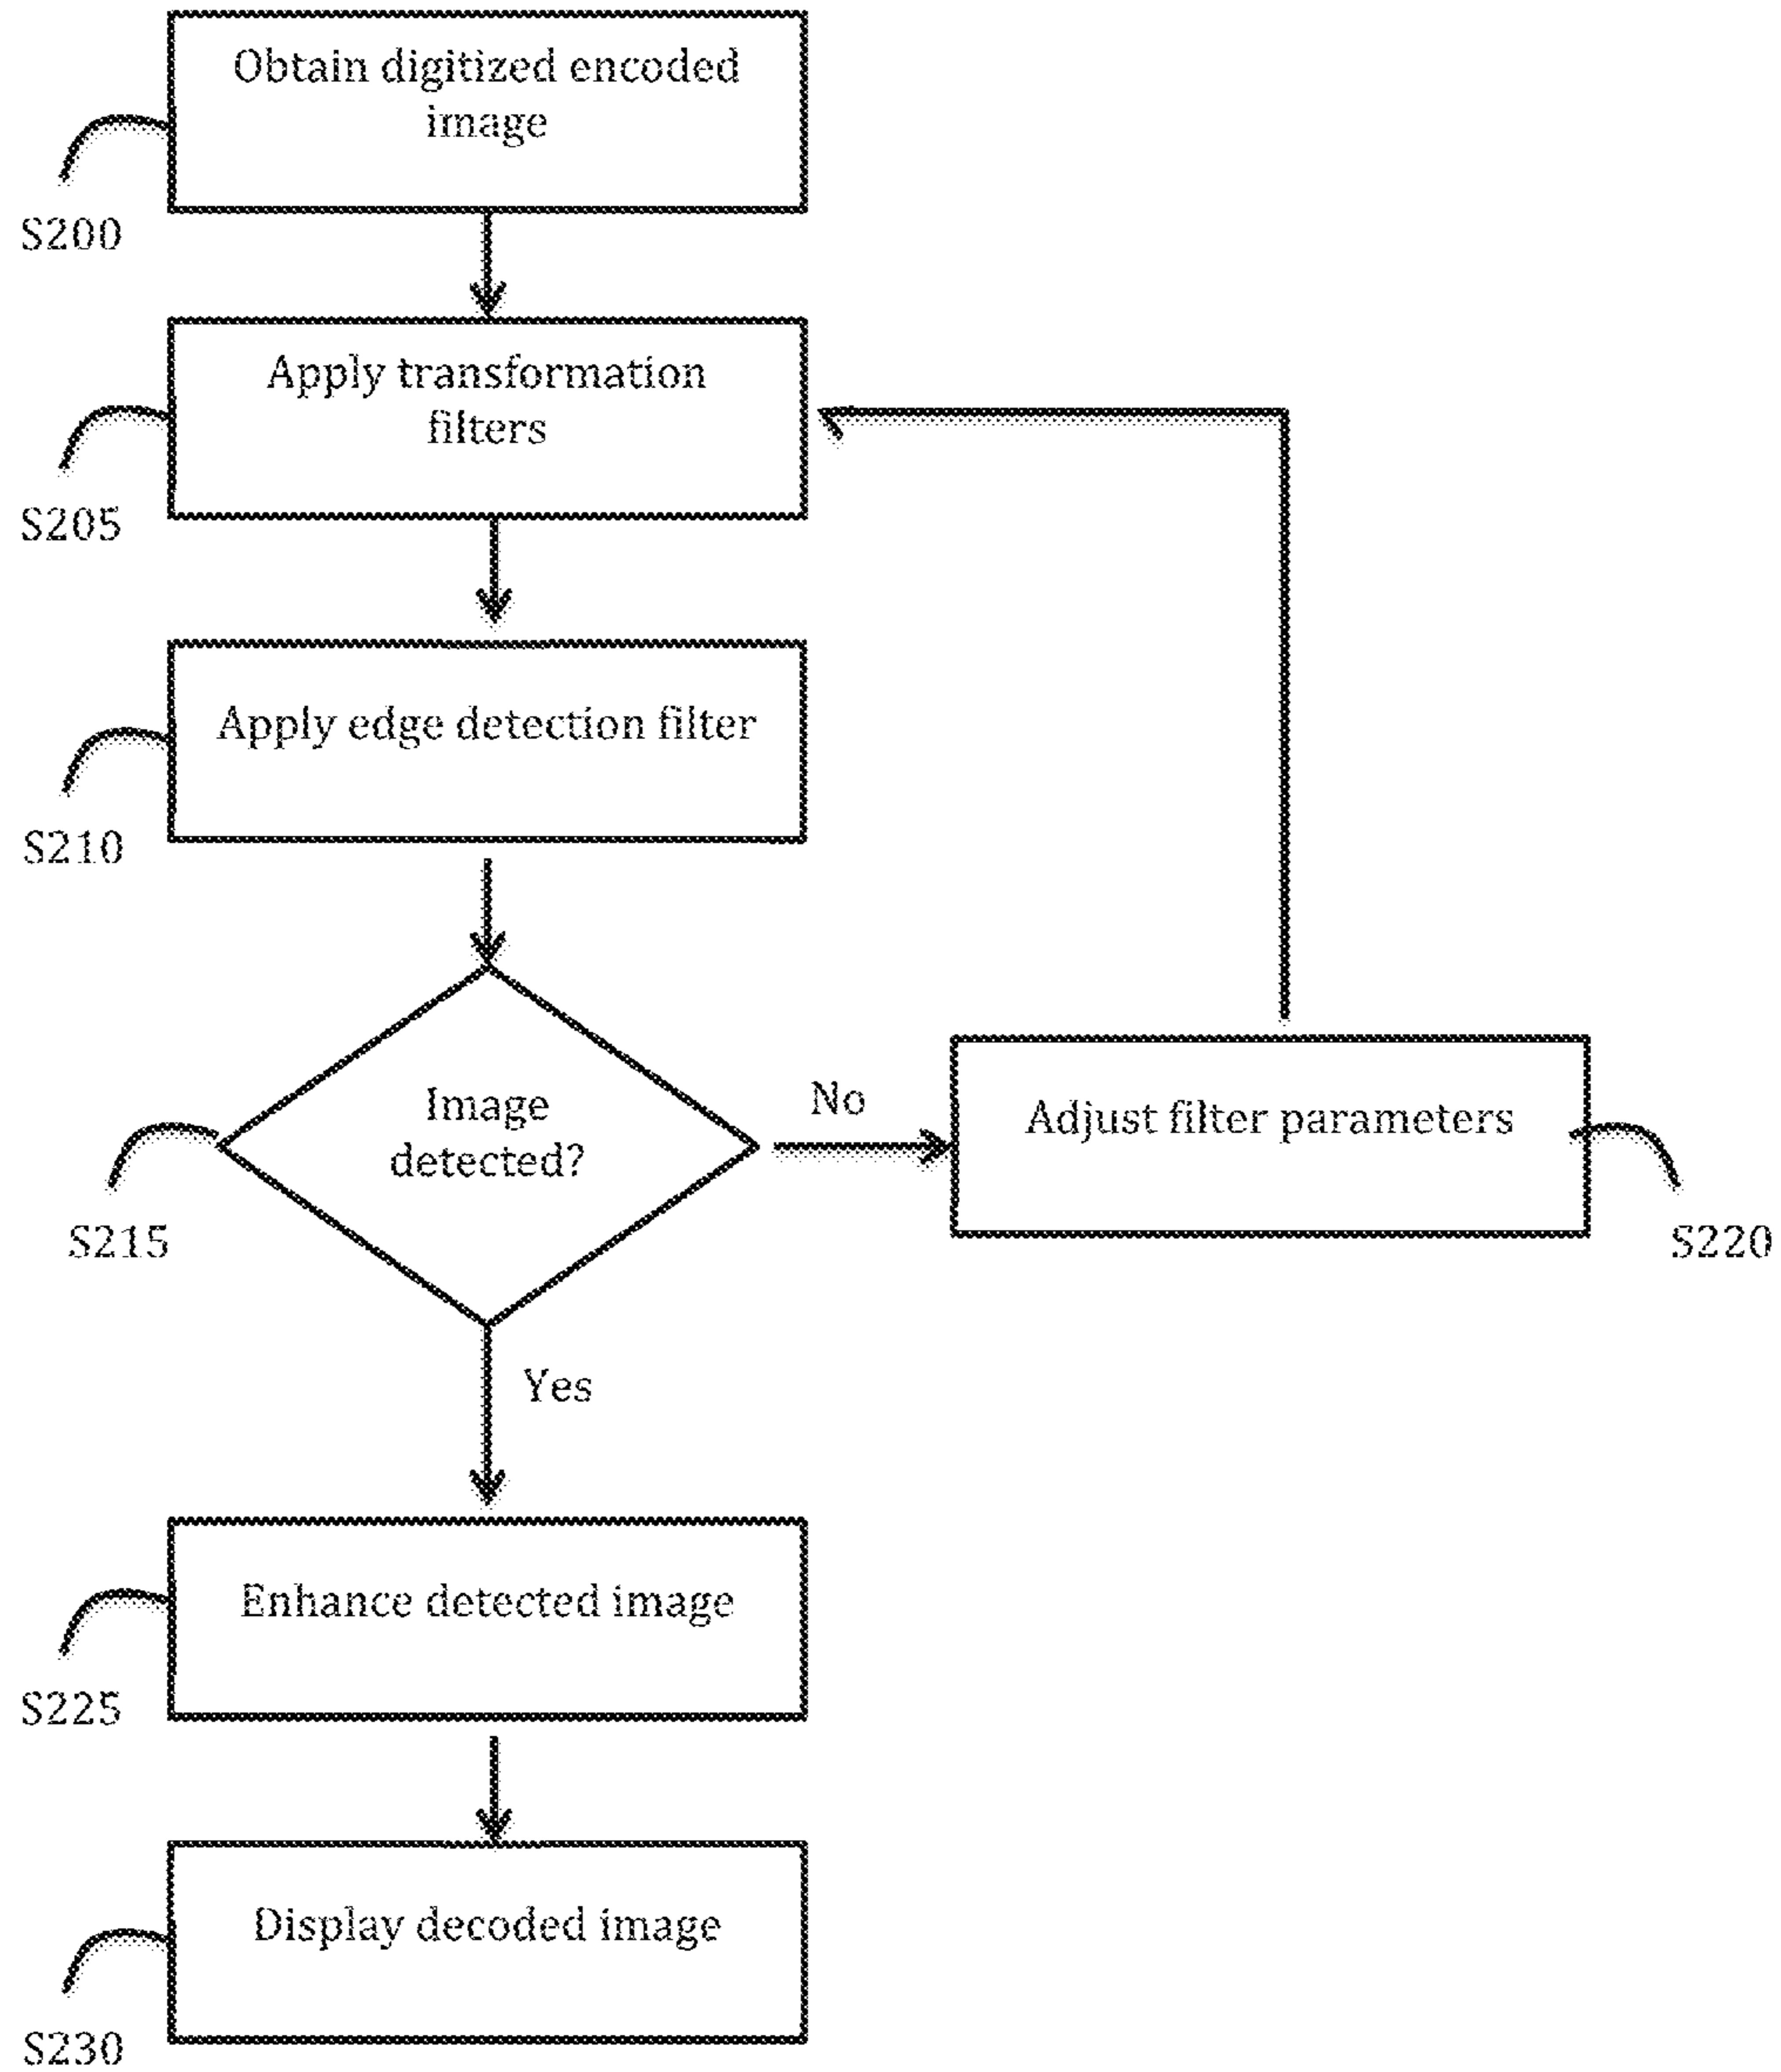 Obtain digitized encoded
image
S200
Apply transformation
filters
S205
Apply edge detection filter
S210
Image
detected?
S215
No
Adjust filter parameters
S220
Yes
Enhance detected image
S225
Display decoded image
S230